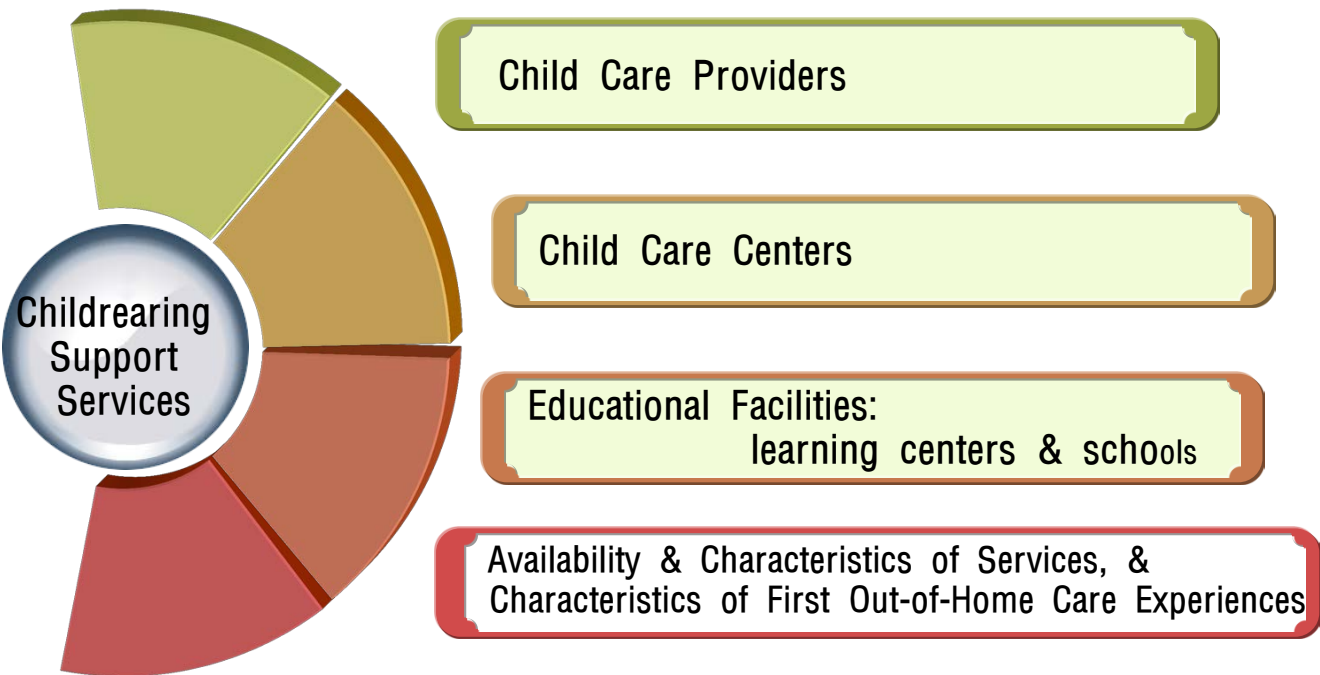 Childrearing
Support
Services
Child Care Providers
Child Care Centers
Educational Facilities:
learning centers & schools
Availability & Characteristics of Services, &
Characteristics of First Out-of-Home Care Experiences